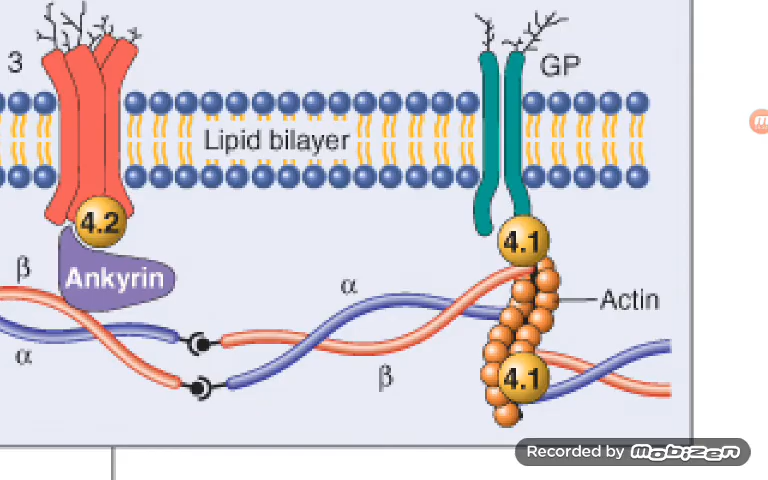 3
GP
Lipid bilayer
4.2
4.1
β
Ankyrin
α
Actin
α
β
4.1
Recorded by mobizen